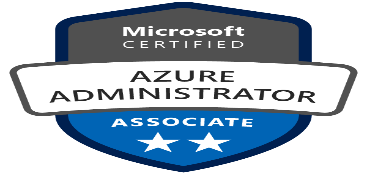 Microsoft
CERTIFIED
AZURE
ADMINISTRATOR
ASSOCIATE